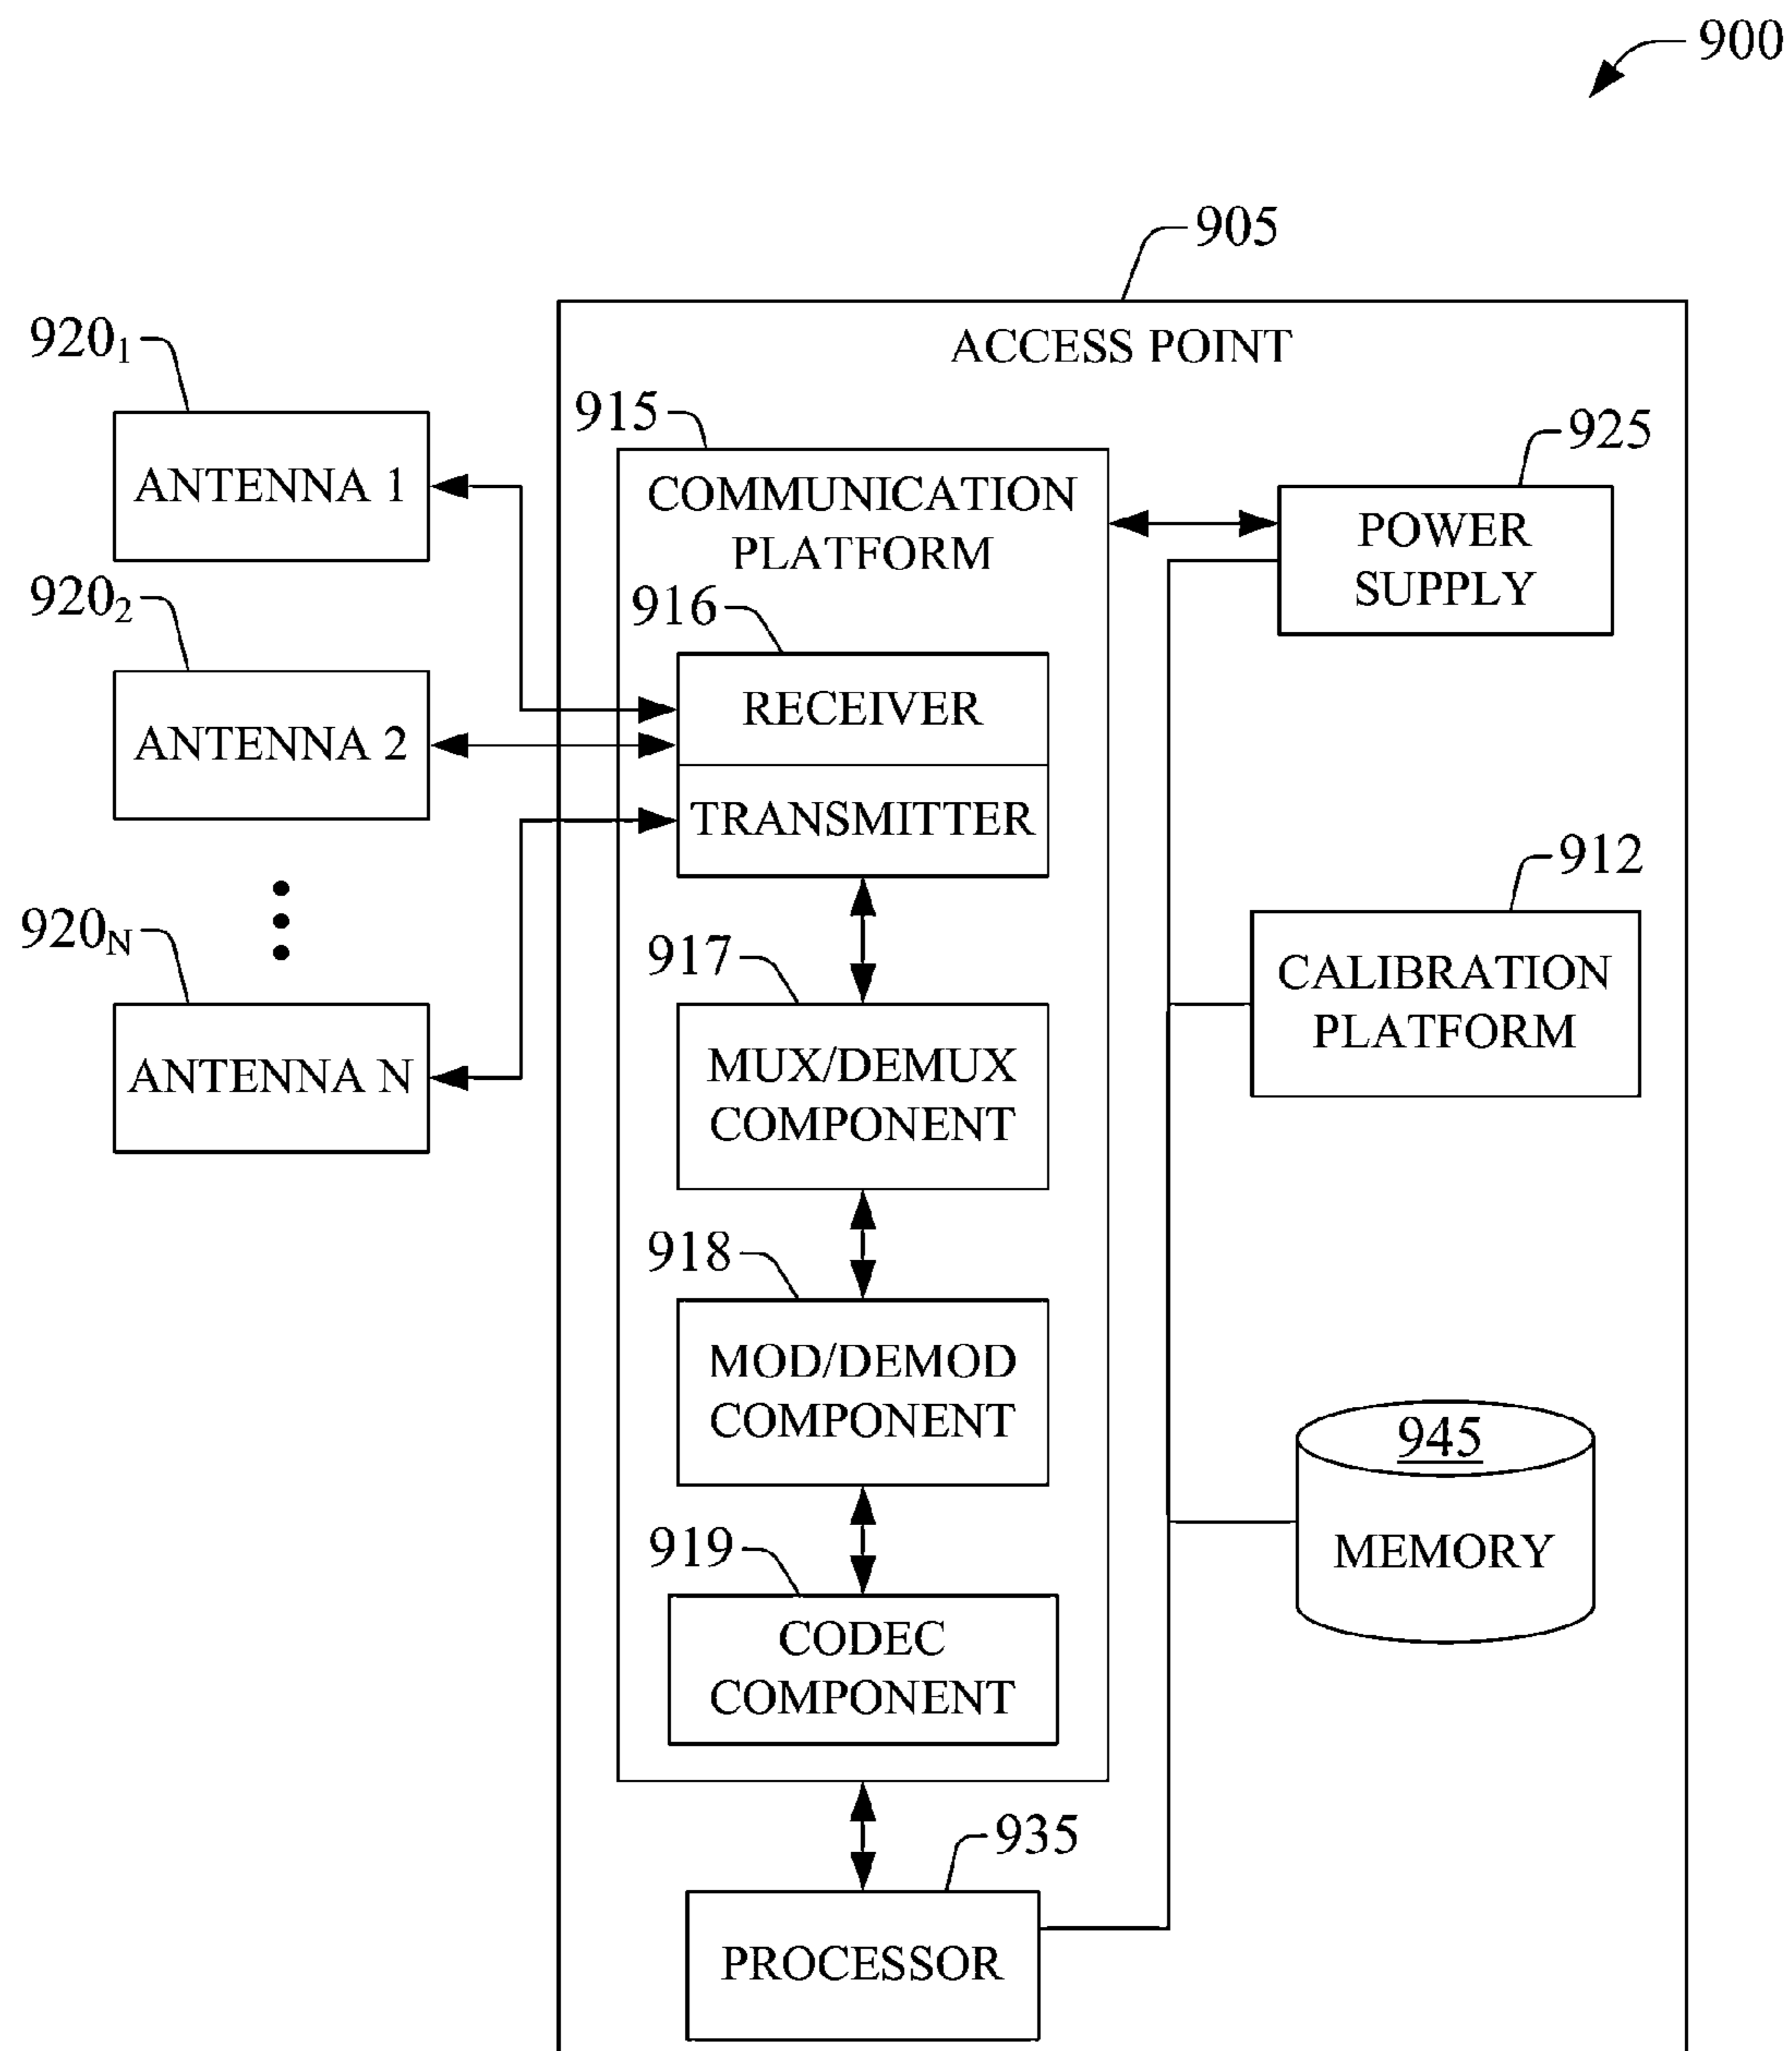 900
905
ACCESS POINT
920₁
ANTENNA 1
915
COMMUNICATION
PLATFORM
925
POWER
SUPPLY
920₂
ANTENNA 2
916
RECEIVER
TRANSMITTER
912
CALIBRATION
PLATFORM
920N
ANTENNA N
917
MUX/DEMUX
COMPONENT
918
MOD/DEMOD
COMPONENT
945
MEMORY
919
CODEC
COMPONENT
935
PROCESSOR